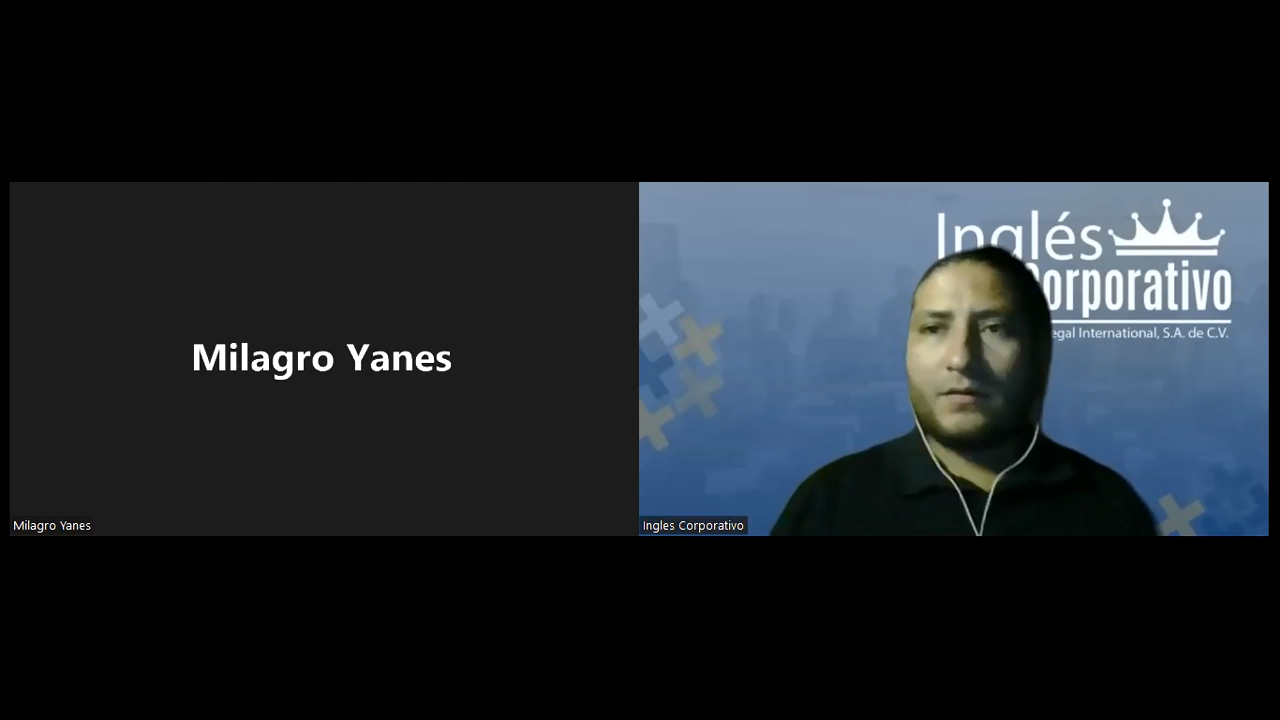 Milagro Yanes
Milagro Yanes
Inglés
Corporativo
egal International, S.A. de C.V.
Ingles Corporativo